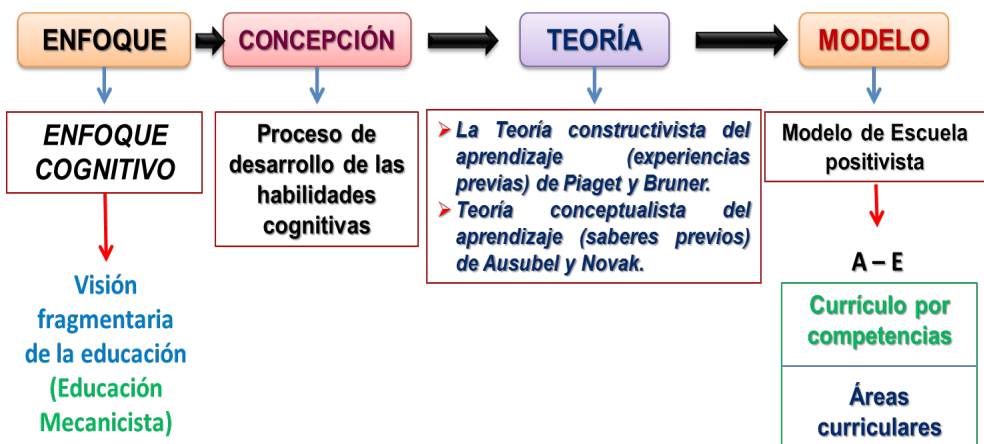 ENFOQUE
CONCEPCIÓN
TEORÍA
MODELO
ENFOQUE
COGNITIVO
Visión
fragmentaria
de la educación
(Educación
Mecanicista)
Proceso de
desarrollo de las
habilidades
cognitivas
La Teoría constructivista del
aprendizaje (experiencias
previas) de Piaget y Bruner.
Teoría conceptualista del
aprendizaje (saberes previos)
de Ausubel y Novak.
Modelo de Escuela
positivista
A – E
Currículo por
competencias
Áreas
curriculares